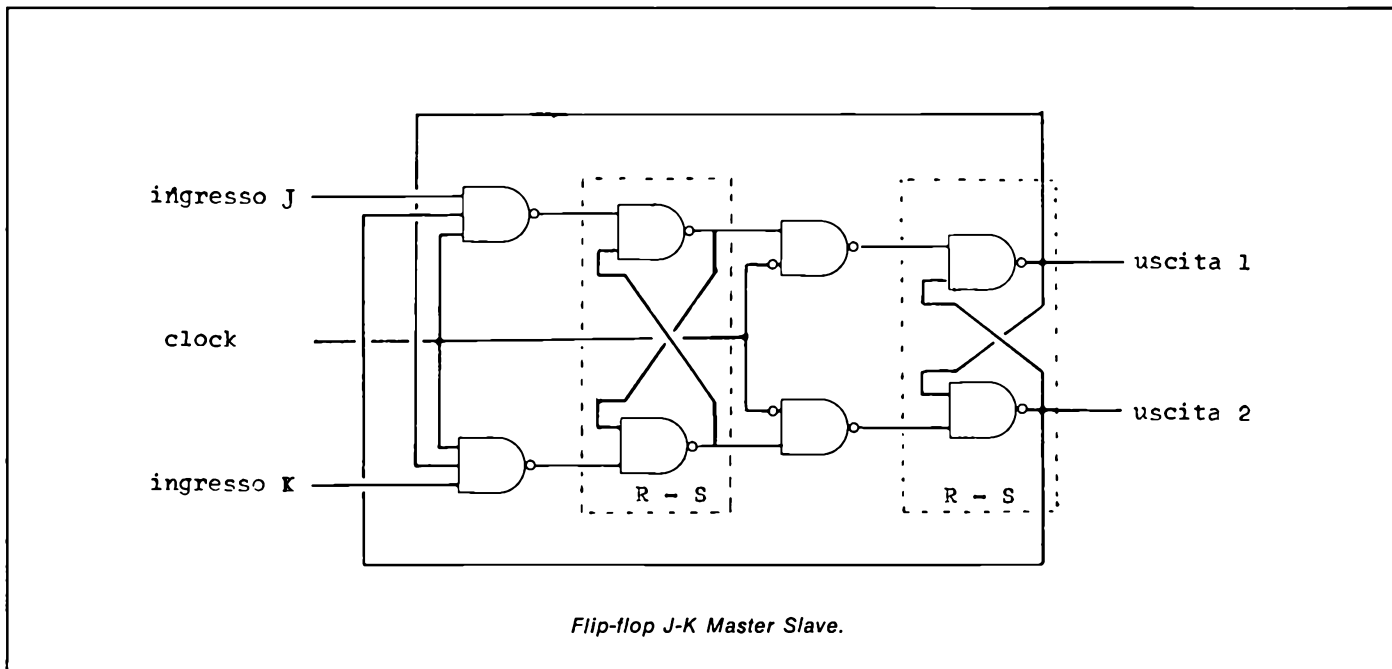 ingresso J
clock
ingresso K
R - S
R - S
uscita 1
uscita 2
Flip-flop J-K Master Slave.